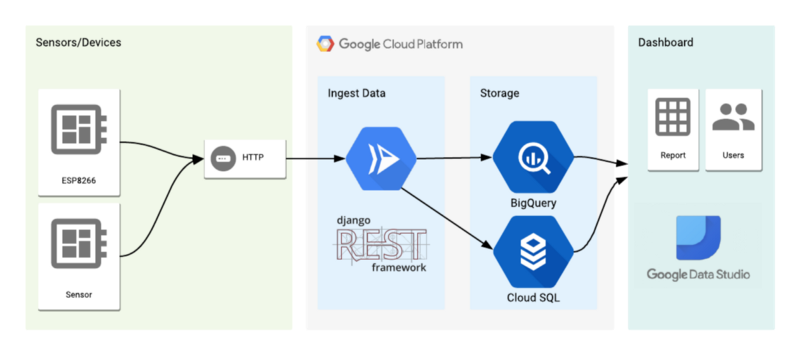 Sensors/Devices
ESP8266
Sensor
HTTP
Google Cloud Platform
Ingest Data
django
REST
framework
Storage
BigQuery
Cloud SQL
Dashboard
Report
Users
Google Data Studio